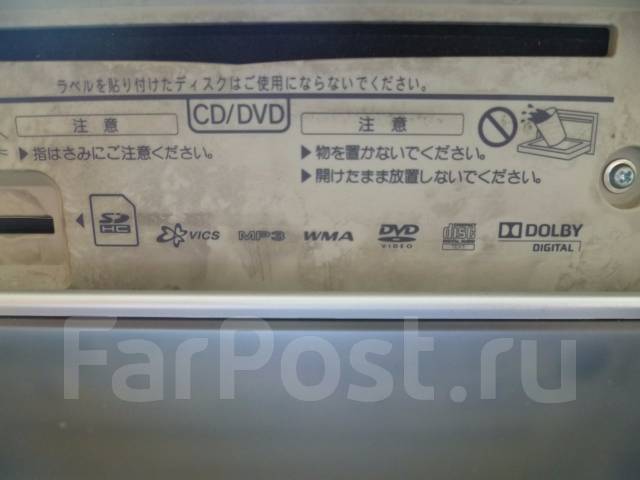 ラベルを貼り付けたディスクはご使用にならないでください。
注 意
CD/DVD
注 意
▶指はさみにご注意ください。
▶物を置かないでください。
▶開けたまま放置しないでください。
SD
HC
VICS
MP3
WMA
DVD
VIDEO
disc
DOLBY
DIGITAL
FarPost.ru